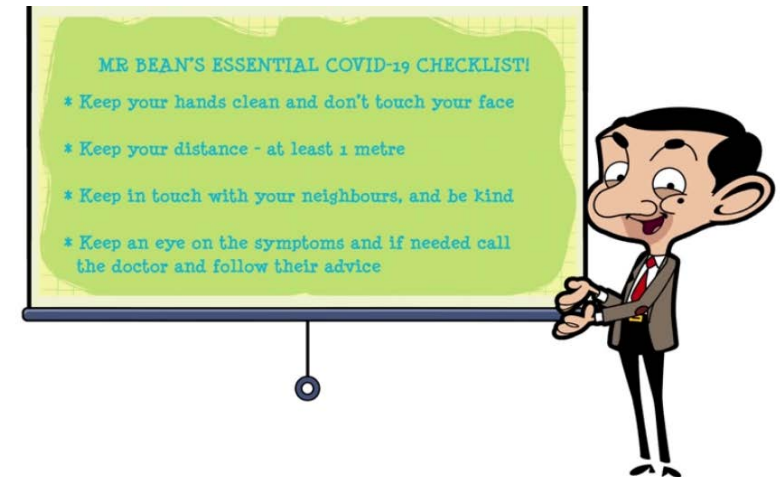 MR BEAN'S ESSENTIAL COVID-19 CHECKLIST!
* Keep your hands clean and don't touch your face
* Keep your distance - at least 1 metre
* Keep in touch with your neighbours, and be kind
* Keep an eye on the symptoms and if needed call
the doctor and follow their advice